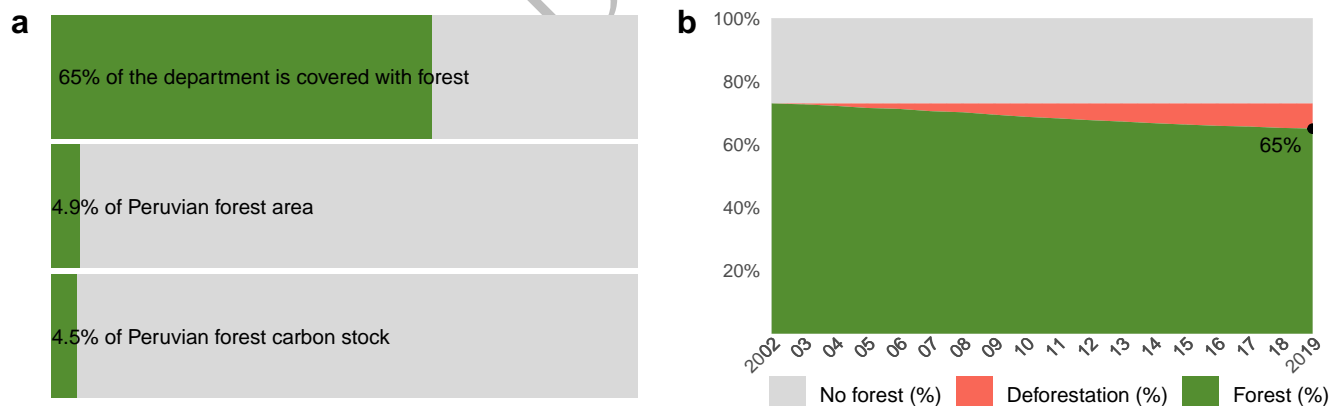 a
65% of the department is covered with forest
4.9% of Peruvian forest area
4.5% of Peruvian forest carbon stock
b
100%
80%
60%
40%
20%
65%
2002 03 04 05 06 07 08 09 10 11 12 13 14 15 16 17 18 2019
No forest (%) Deforestation (%) Forest (%)